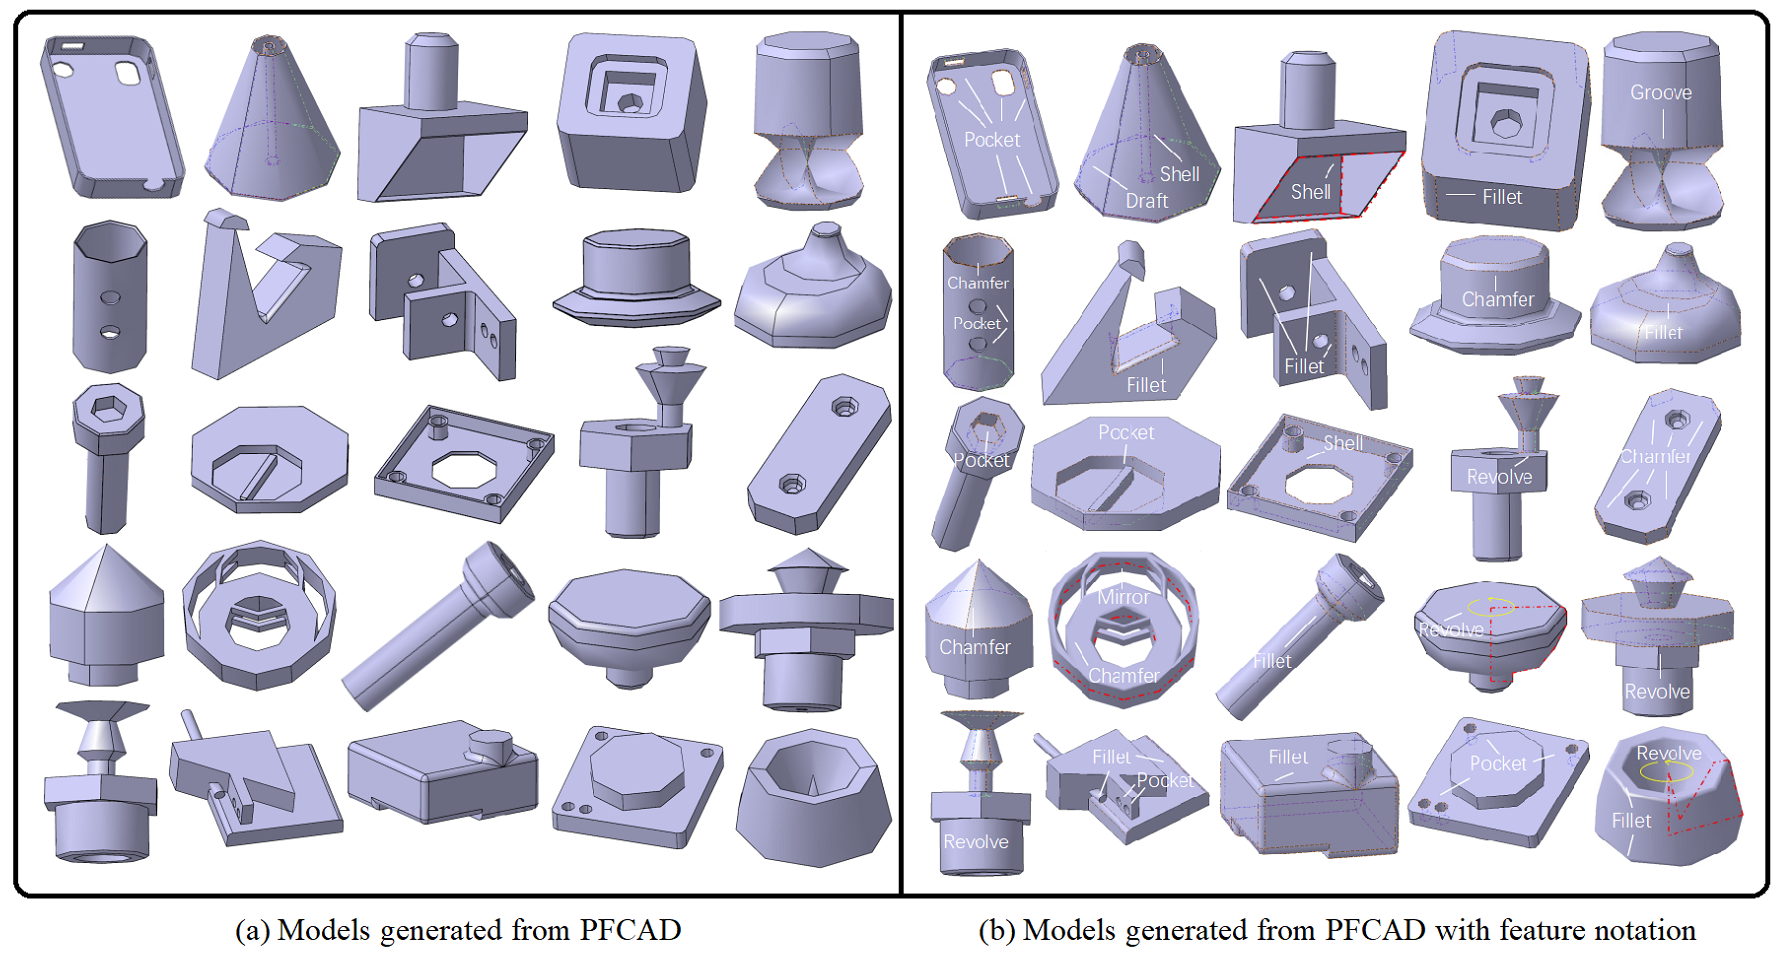 Pocket
Shell
Draft
Shell
Fillet
Groove
Chamfer
Pocket
Fillet
Fillet
Chamfer
Fillet
Pocket
Pocket
Shell
Revolve
Chamfer
Chamfer
Mirror
Chamfer
Fillet
Revolve
Revolve
Revolve
Fillet
Pocket
Fillet
Pocket
Revolve
Fillet
(a) Models generated from PFCAD
(b) Models generated from PFCAD with feature notation